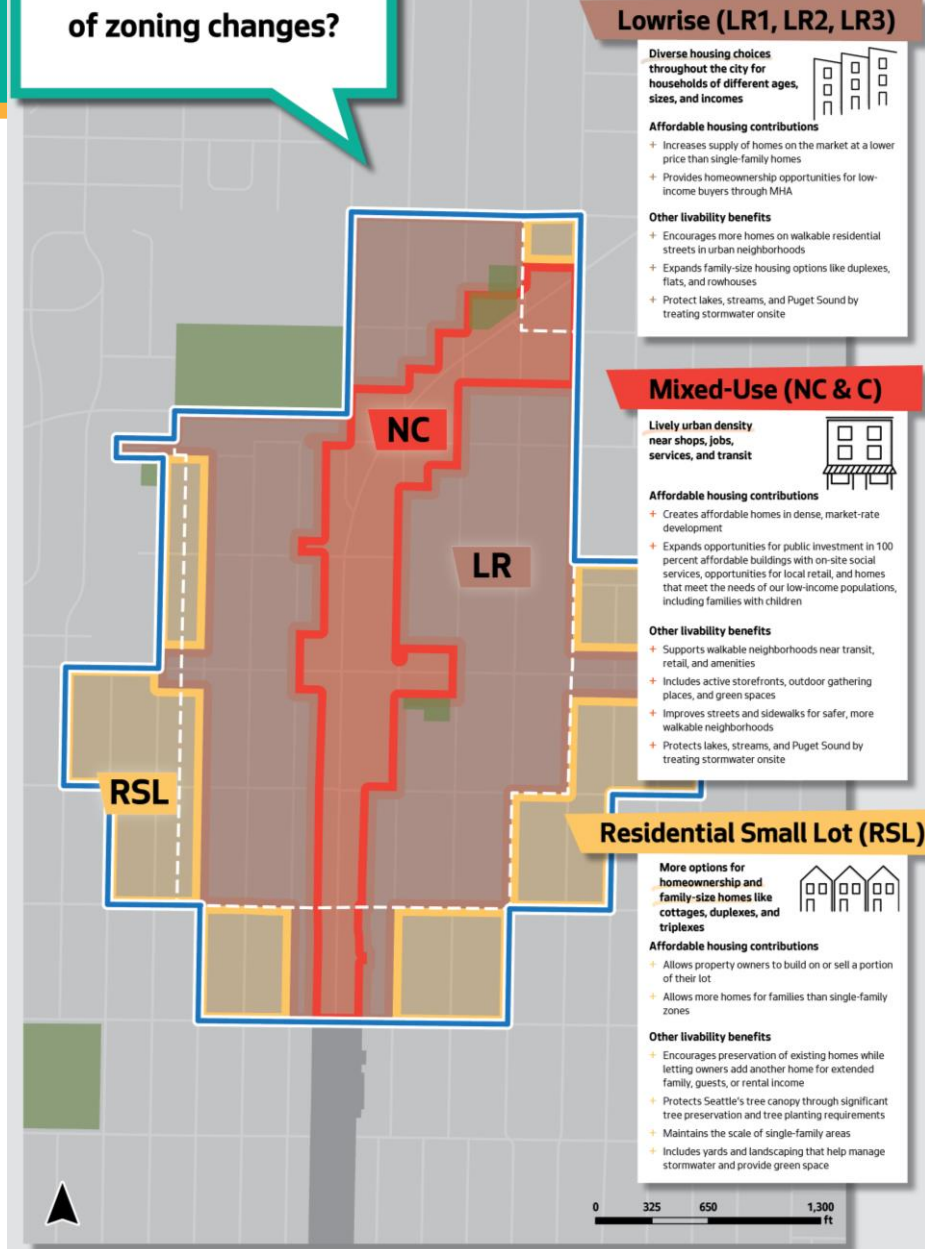 of zoning changes?
Lowrise (LR1, LR2, LR3)
Diverse housing choices
throughout the city for
households of different ages,
sizes, and incomes
Affordable housing contributions
+ Increases supply of homes on the market at a lower
price than single-family homes
+ Provides homeownership opportunities for low-
income buyers through MHA
Other livability benefits
+ Encourages more homes on walkable residential
streets in urban neighborhoods
+ Expands family-size housing options like duplexes,
flats, and rowhouses
+ Protect lakes, streams, and Puget Sound by
treating stormwater onsite
Mixed-Use (NC & C)
Lively urban density
near shops, jobs,
services, and transit
Affordable housing contributions
+ Creates affordable homes in dense, market-rate
development
+ Expands opportunities for public investment in 100
percent affordable buildings with on-site social
services, opportunities for local retail, and homes
that meet the needs of our low-income populations,
including families with children
Other livability benefits
+ Supports walkable neighborhoods near transit,
retail, and amenities
+ Includes active storefronts, outdoor gathering
places, and green spaces
+ Improves streets and sidewalks for safer, more
walkable neighborhoods
+ Protects lakes, streams, and Puget Sound by
treating stormwater onsite
Residential Small Lot (RSL)
More options for
homeownership and
family-size homes like
cottages, duplexes, and
triplexes
Affordable housing contributions
+ Allows property owners to build on or sell a portion
of their lot
+ Allows more homes for families than single-family
zones
Other livability benefits
+ Encourages preservation of existing homes while
letting owners add another home for extended
family, guests, or rental income
+ Protects Seattle's tree canopy through significant
tree preservation and tree planting requirements
+ Maintains the scale of single-family areas
+ Includes yards and landscaping that help manage
stormwater and provide green space
NC
LR
RSL
0 325 650 1,300
ft